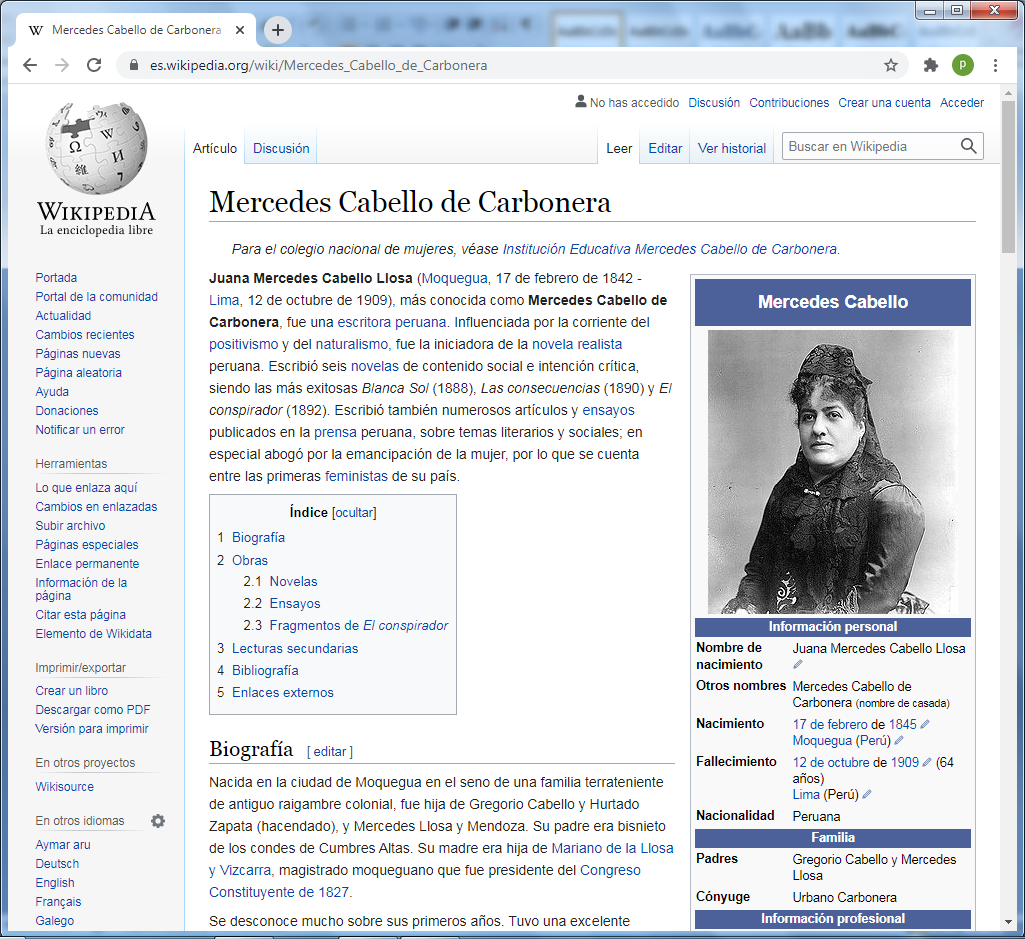 Mercedes Cabello de Carbonera
es.wikipedia.org/wiki/Mercedes_Cabello_de_Carbonera
p
No has accedido Discusión Contribuciones Crear una cuenta Acceder
Artículo Discusión Leer Editar Ver historial Buscar en Wikipedia
WIKIPEDIA
La enciclopedia libre
Portada
Portal de la comunidad
Actualidad
Cambios recientes
Páginas nuevas
Página aleatoria
Ayuda
Donaciones
Notificar un error
Herramientas
Lo que enlaza aquí
Cambios en enlazadas
Subir archivo
Páginas especiales
Enlace permanente
Información de la
página
Citar esta página
Elemento de Wikidata
Imprimir/exportar
Crear un libro
Descargar como PDF
Versión para imprimir
En otros proyectos
Wikisource
En otros idiomas
Aymar aru
Deutsch
English
Français
Galego
Mercedes Cabello de Carbonera
Para el colegio nacional de mujeres, véase Institución Educativa Mercedes Cabello de Carbonera.
Juana Mercedes Cabello Llosa (Moquegua, 17 de febrero de 1842 -
Lima, 12 de octubre de 1909), más conocida como Mercedes Cabello de
Carbonera, fue una escritora peruana. Influenciada por la corriente del
positivismo y del naturalismo, fue la iniciadora de la novela realista
peruana. Escribió seis novelas de contenido social e intención crítica,
siendo las más exitosas Blanca Sol (1888), Las consecuencias (1890) y El
conspirador (1892). Escribió también numerosos artículos y ensayos
publicados en la prensa peruana, sobre temas literarios y sociales; en
especial abogó por la emancipación de la mujer, por lo que se cuenta
entre las primeras feministas de su país.
Índice [ocultar]
1 Biografía
2 Obras
2.1 Novelas
2.2 Ensayos
2.3 Fragmentos de El conspirador
3 Lecturas secundarias
4 Bibliografía
5 Enlaces externos
Biografía [ editar ]
Nacida en la ciudad de Moquegua en el seno de una familia terrateniente
de antiguo raigambre colonial, fue hija de Gregorio Cabello y Hurtado
Zapata (hacendado), y Mercedes Llosa y Mendoza. Su padre era bisnieto
de los condes de Cumbres Altas. Su madre era hija de Mariano de la Llosa
y Vizcarra, magistrado moqueguano que fue presidente del Congreso
Constituyente de 1827.
Se desconoce mucho sobre sus primeros años. Tuvo una excelente
Mercedes Cabello
Información personal
Nombre de
nacimiento
Juana Mercedes Cabello Llosa
Otros nombres Mercedes Cabello de
Carbonera (nombre de casada)
Nacimiento 17 de febrero de 1845
Moquegua (Perú)
Fallecimiento 12 de octubre de 1909 (64
años)
Lima (Perú)
Nacionalidad Peruana
Familia
Padres Gregorio Cabello y Mercedes
Llosa
Cónyuge Urbano Carbonera
Información profesional